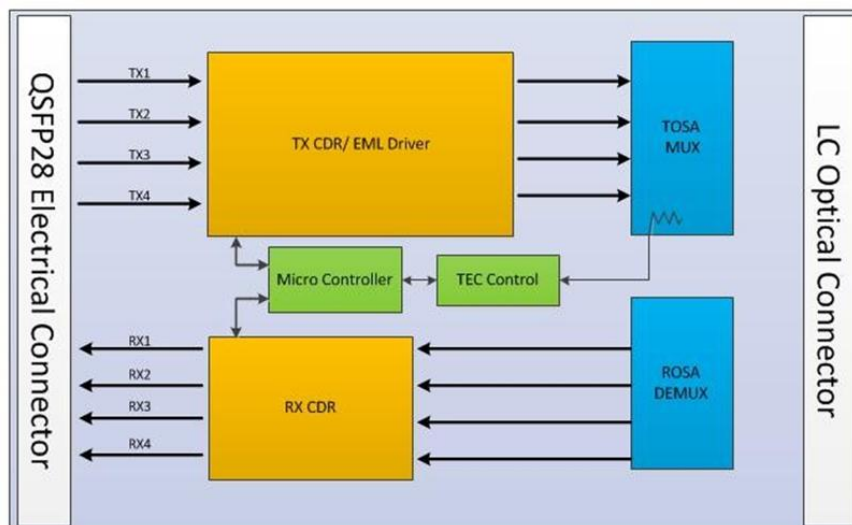 QSFP28 Electrical Connector
TX1
TX2
TX3
TX4
TX CDR/ EML Driver
TOSA
MUX
LC Optical Connector
Micro Controller
TEC Control
RX1
RX2
RX3
RX4
RX CDR
ROSA
DEMUX